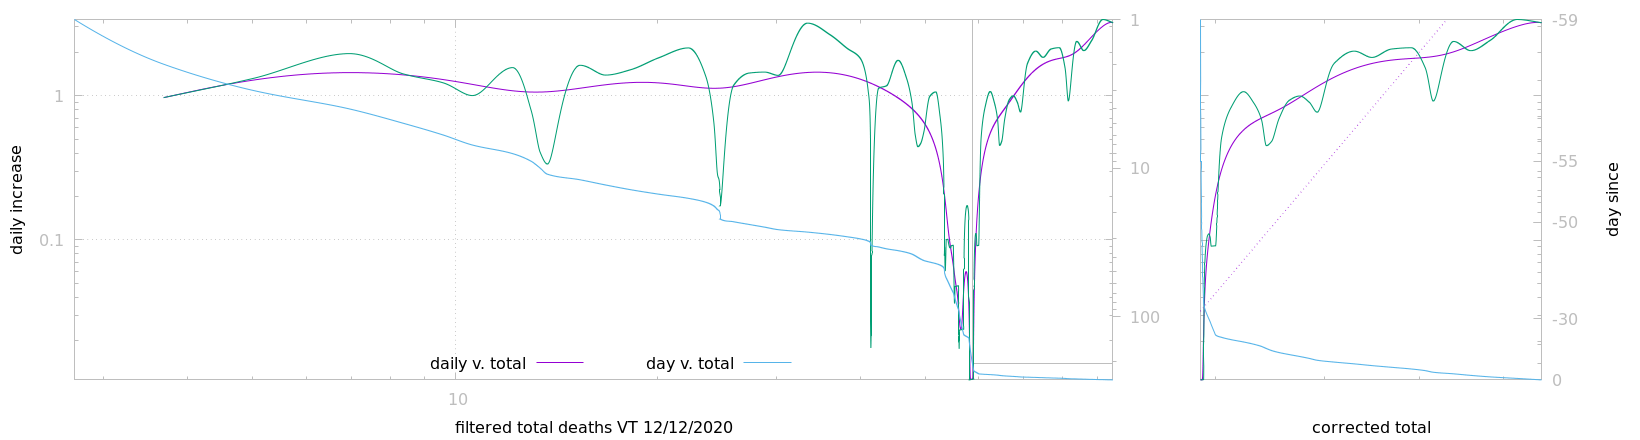 daily increase
1
0.1
10
daily v. total
day v. total
filtered total deaths VT 12/12/2020
1
10
100
-59
-55
-50
-30
0
day since
corrected total